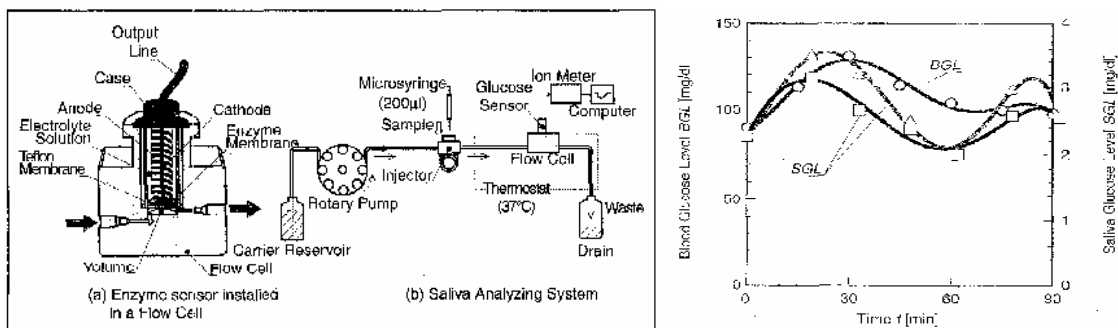 Output
Line
Case
Anode
Electrolyte
Solution
Teflon
Membrane
Cathode
Enzyme
Membrane
Volume
Flow Cell
(a) Enzyme sensor installed
in a Flow Cell
Microsyringe
(200µl)
Sampler
Glucose
Sensor
Ion Meter
Computer
Flow Cell
Injector
Rotary Pump
Thermostat
(37°C)
Waste
Carrier Reservoir
Drain
(b) Saliva Analyzing System
Blood Glucose Level BGL [mg/dl]
150
100
50
0
BGL
SGL
4
3
2
1
0
Saliva Glucose Level SGL [mg/dl]
0 30 60 90
Time t [min]